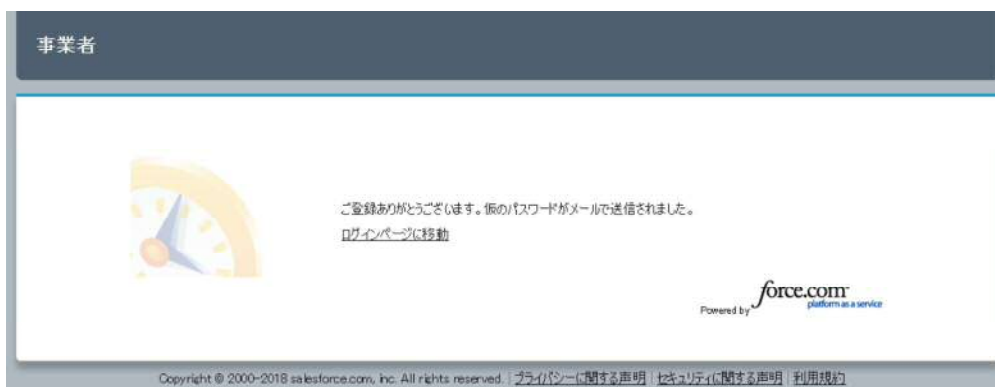 事業者
ご登録ありがとうございます。仮のパスワードがメールで送信されました。
ログインページに移動
Powered by force.com
platform as a service
Copyright © 2000-2018 salesforce.com, inc. All rights reserved. | プライバシーに関する声明 | セキュリティに関する声明 | 利用規約